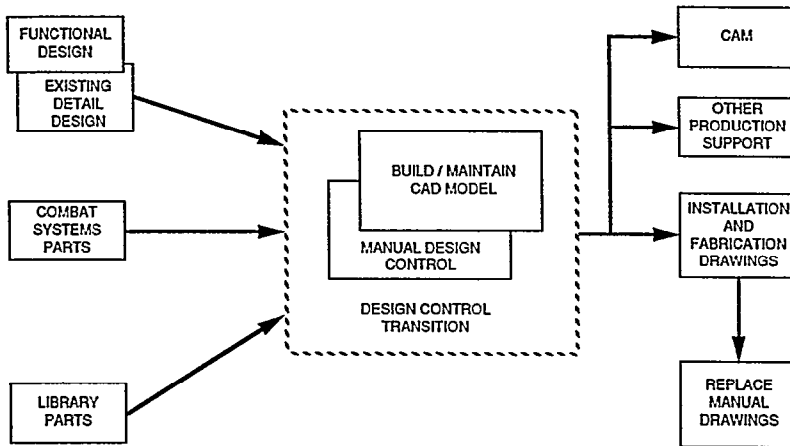 FUNCTIONAL
DESIGN
EXISTING
DETAIL
DESIGN
COMBAT
SYSTEMS
PARTS
LIBRARY
PARTS
BUILD / MAINTAIN
CAD MODEL
MANUAL DESIGN
CONTROL
DESIGN CONTROL
TRANSITION
CAM
OTHER
PRODUCTION
SUPPORT
INSTALLATION
AND
FABRICATION
DRAWINGS
REPLACE
MANUAL
DRAWINGS